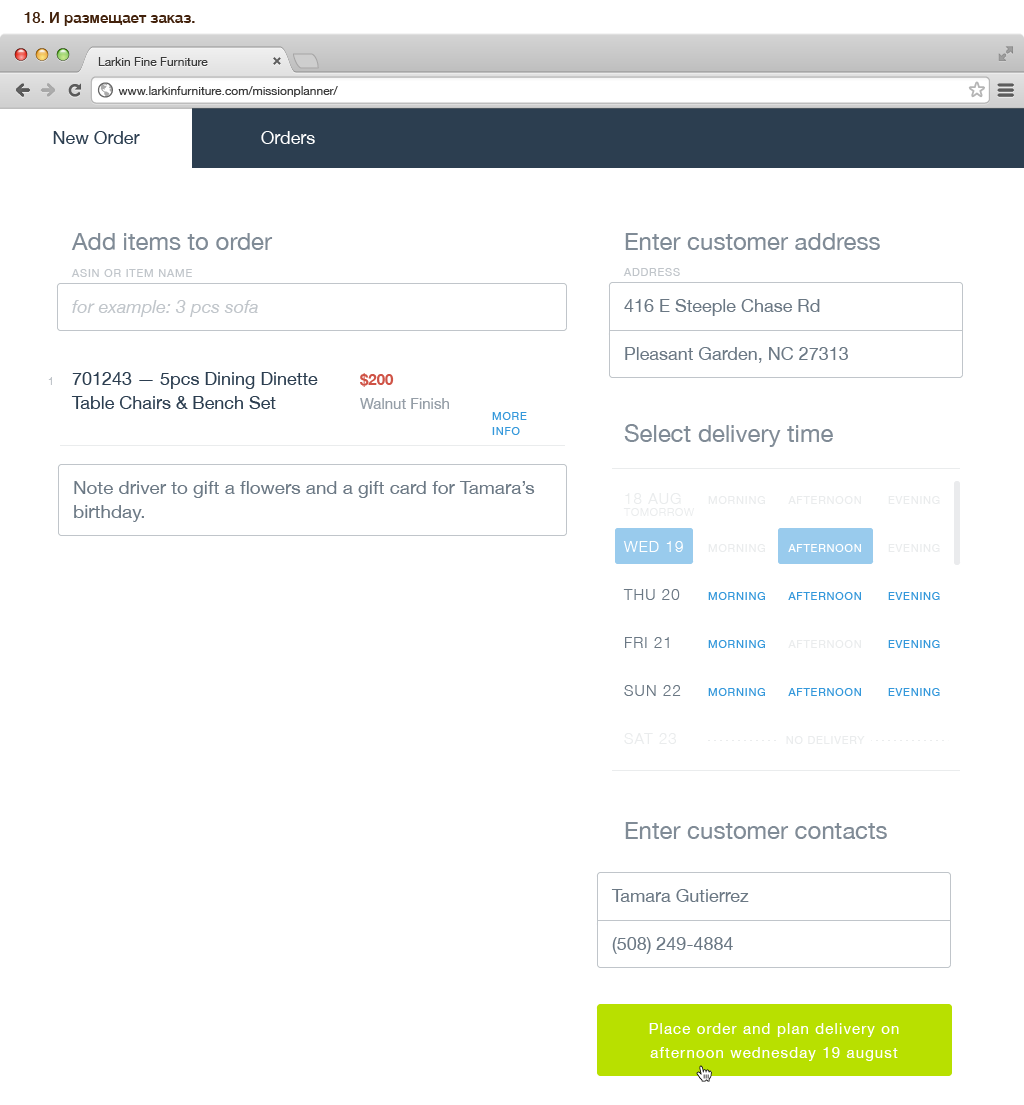 18. И размещает заказ.
Larkin Fine Furniture
www.larkinfurniture.com/missionplanner/
New Order
Orders
Add items to order
ASIN OR ITEM NAME
for example: 3 pcs sofa
1
701243 — 5pcs Dining Dinette
Table Chairs & Bench Set
$200
Walnut Finish
MORE
INFO
Note driver to gift a flowers and a gift card for Tamara’s
birthday.
Enter customer address
ADDRESS
416 E Steeple Chase Rd
Pleasant Garden, NC 27313
Select delivery time
18 AUG MORNING AFTERNOON EVENING
TOMORROW
WED 19 MORNING AFTERNOON EVENING
THU 20 MORNING AFTERNOON EVENING
FRI 21 MORNING AFTERNOON EVENING
SUN 22 MORNING AFTERNOON EVENING
SAT 23 NO DELIVERY
Enter customer contacts
Tamara Gutierrez
(508) 249-4884
Place order and plan delivery on
afternoon wednesday 19 august